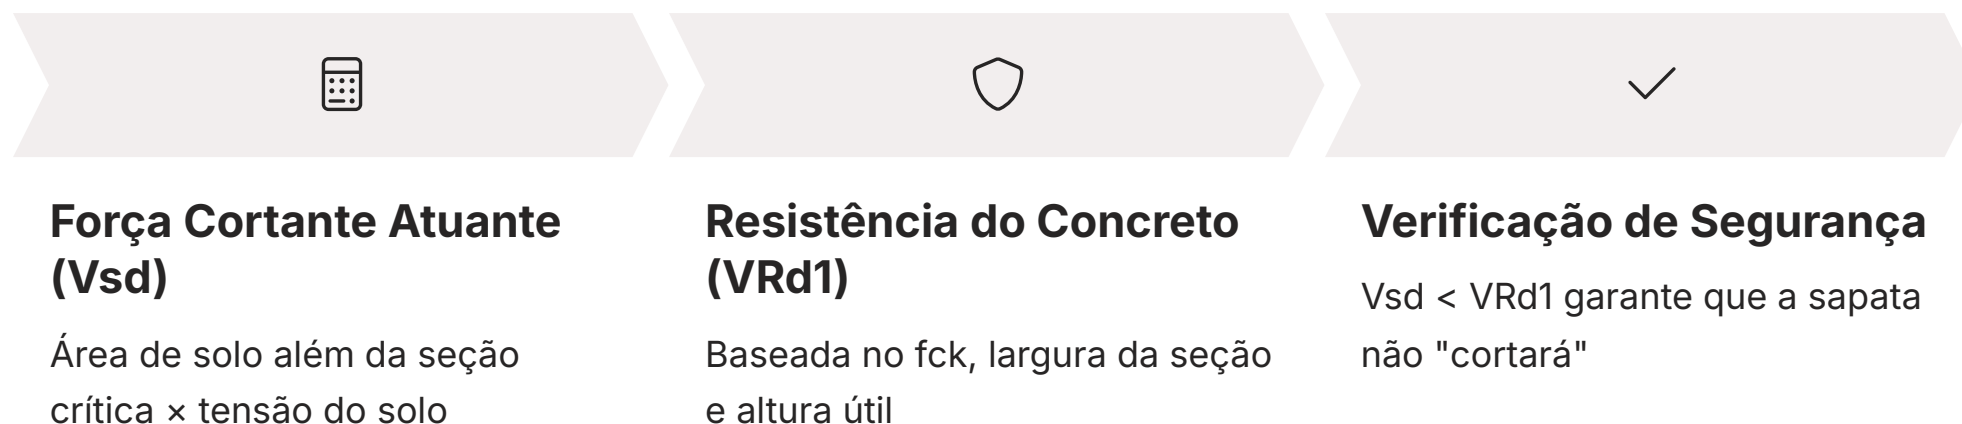 Força Cortante Atuante
(Vsd)
Área de solo além da seção
crítica × tensão do solo
Resistência do Concreto
(VRd1)
Baseada no fck, largura da seção
e altura útil
Verificação de Segurança
Vsd < VRd1 garante que a sapata
não "cortará"